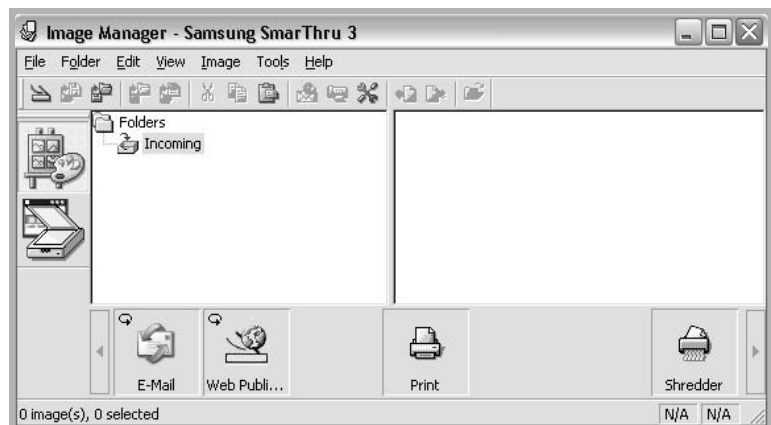 Image Manager - Samsung SmarThru 3
File Folder Edit View Image Tools Help
Folders
Incoming
E-Mail
Web Publi...
Print
Shredder
0 image(s), 0 selected
N/A
N/A